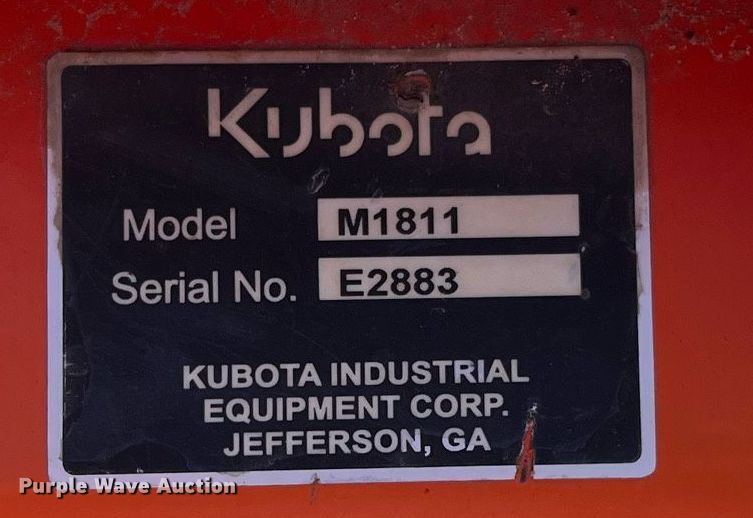 Kubota
Model M1811
Serial No. E2883
KUBOTA INDUSTRIAL
EQUIPMENT CORP.
JEFFERSON, GA
Purple Wave Auction